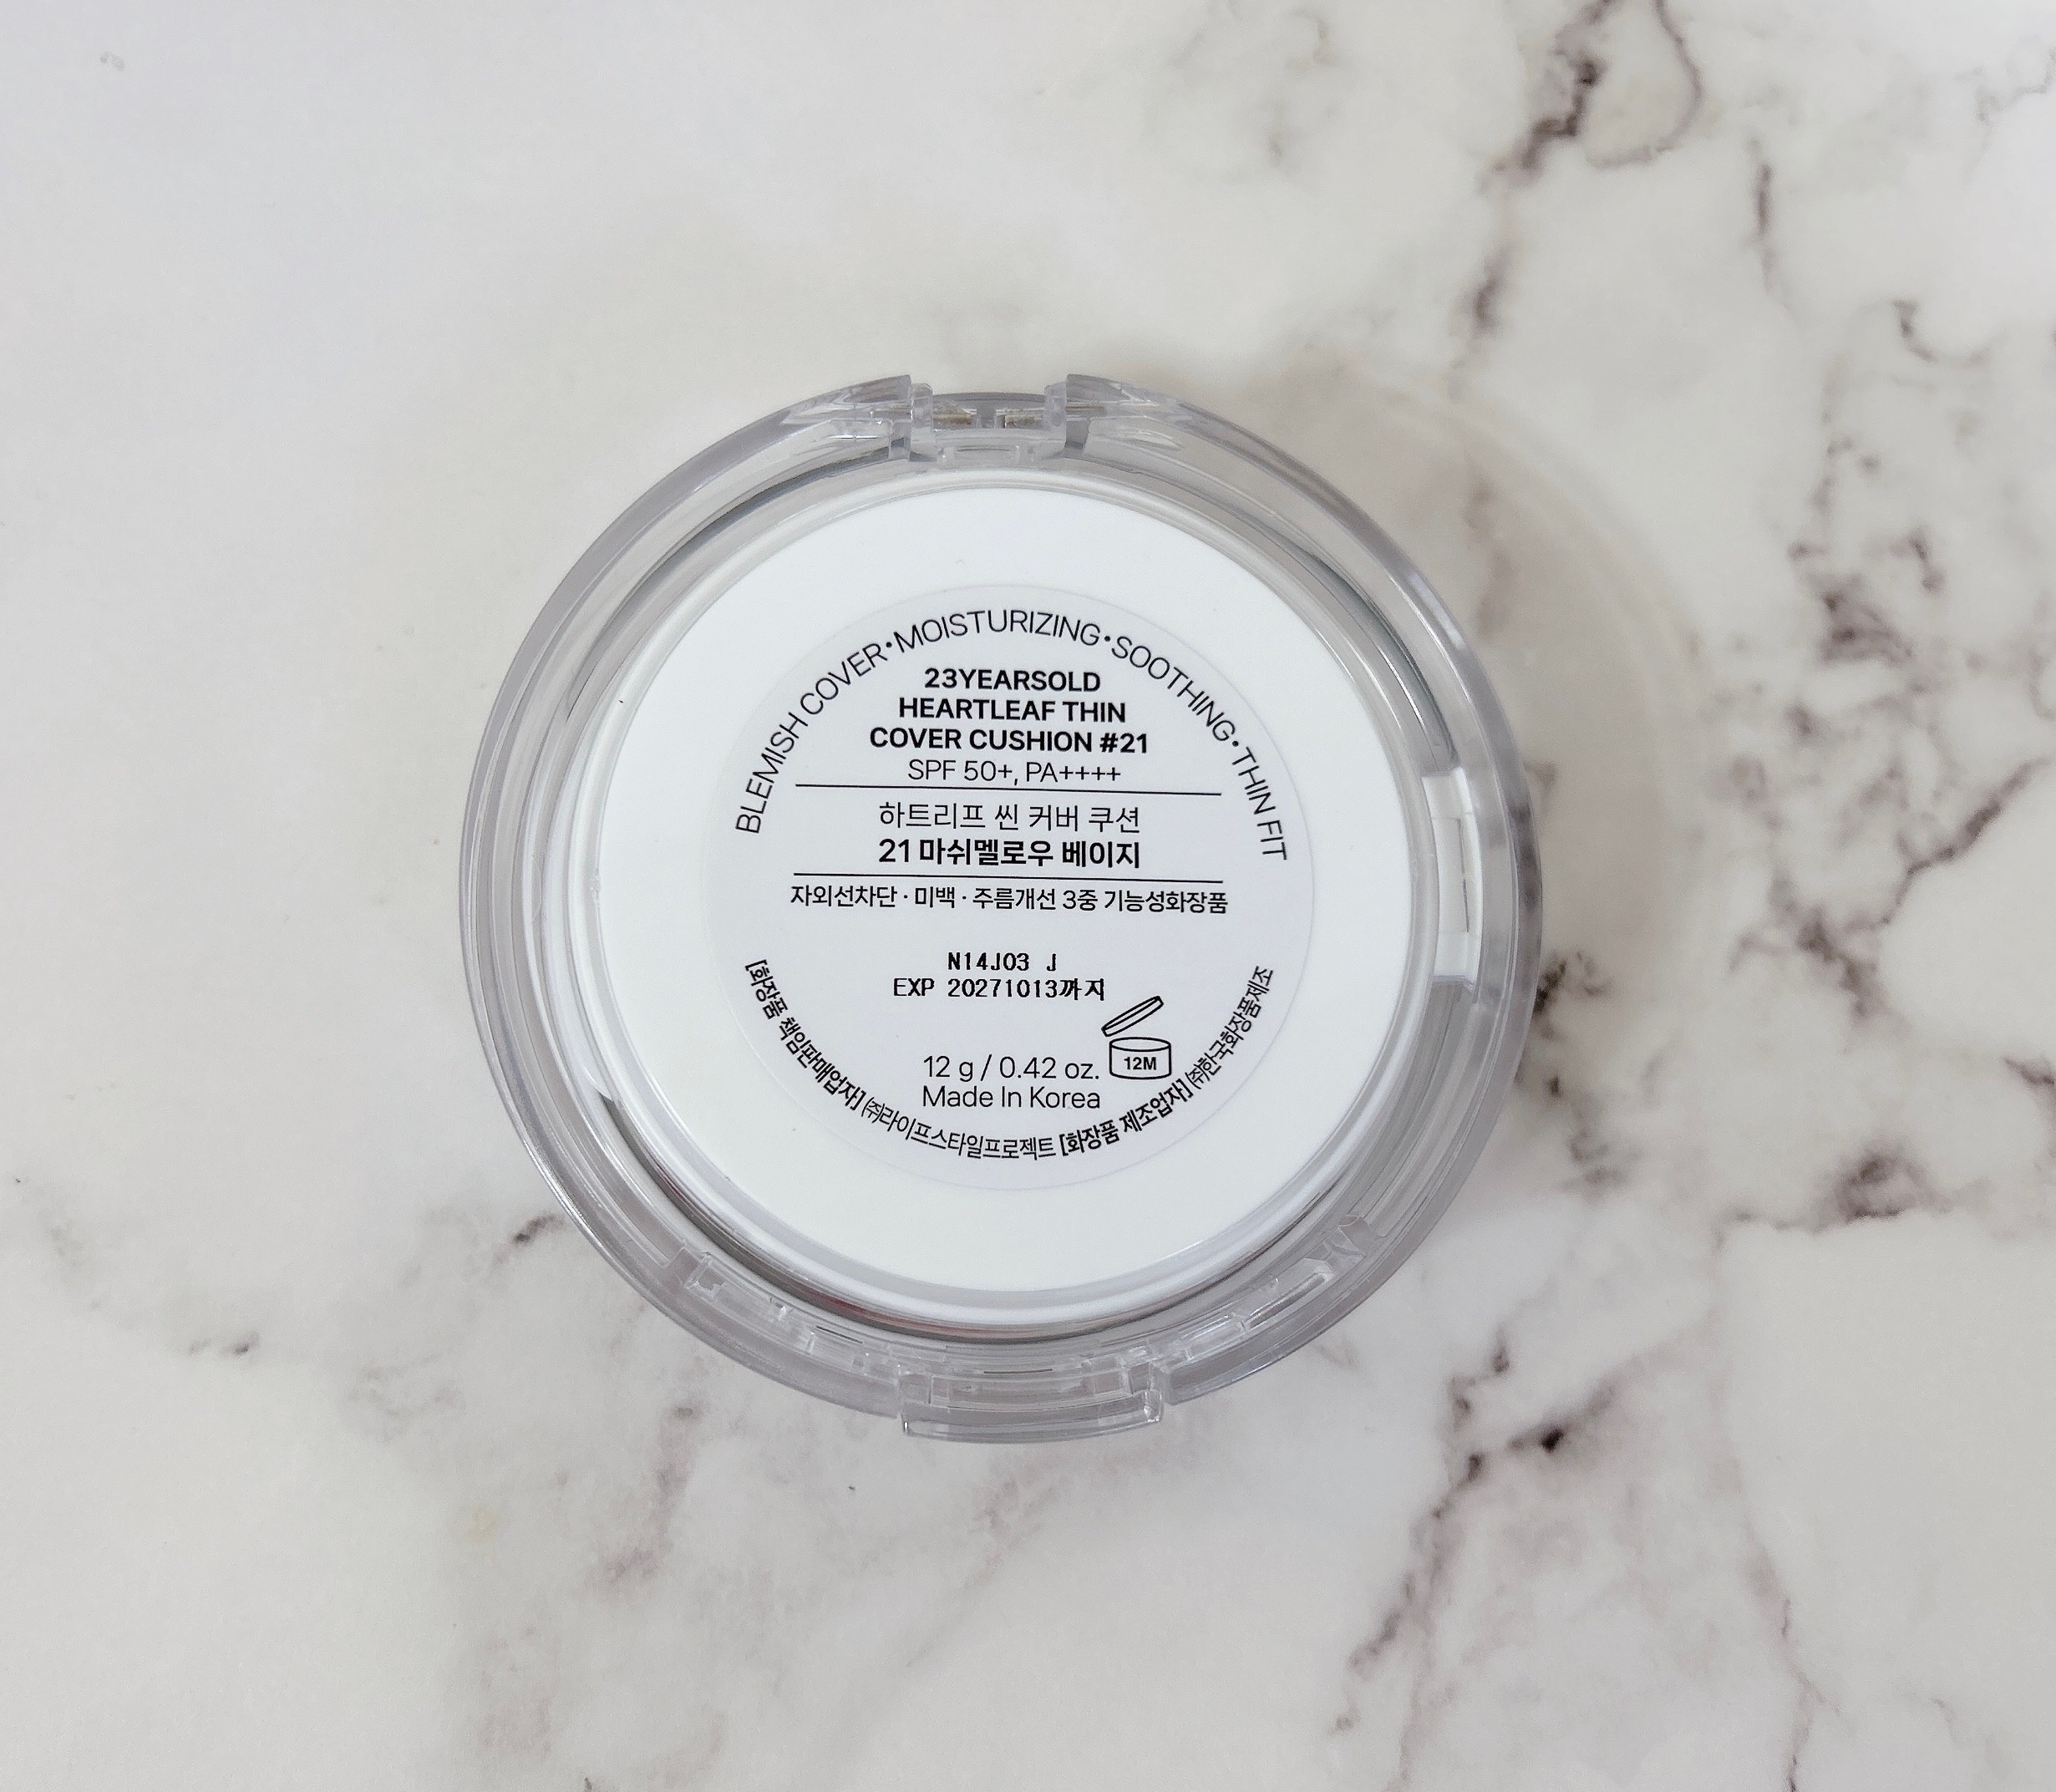 BLEMISH COVER•MOISTURIZING•SOOTHING•THIN FIT
23YEARSOLD
HEARTLEAF THIN
COVER CUSHION #21
SPF 50+, PA++++
하트리프 씬 커버 쿠션
21 마쉬멜로우 베이지
자외선차단 · 미백 · 주름개선 3중 기능성화장품
N14J03 J
EXP 20271013까지
12M
12 g / 0.42 oz.
Made In Korea
[화장품 책임판매업자] ㈜라이프스타일프로젝트 [화장품 제조업자] ㈜한국화장품제조